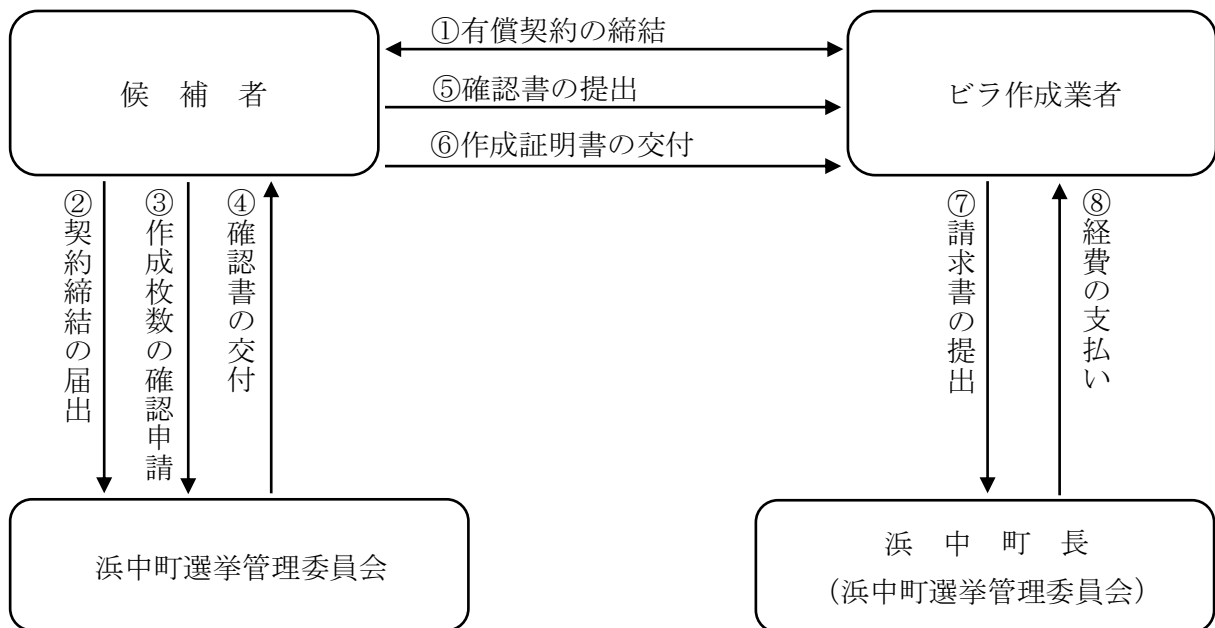 候　補　者
①有償契約の締結
⑤確認書の提出
⑥作成証明書の交付
ビラ作成業者
②契約締結の届出
③作成枚数の確認申請
④確認書の交付
⑦請求書の提出
⑧経費の支払い
浜中町選挙管理委員会
浜　中　町　長
（浜中町選挙管理委員会）